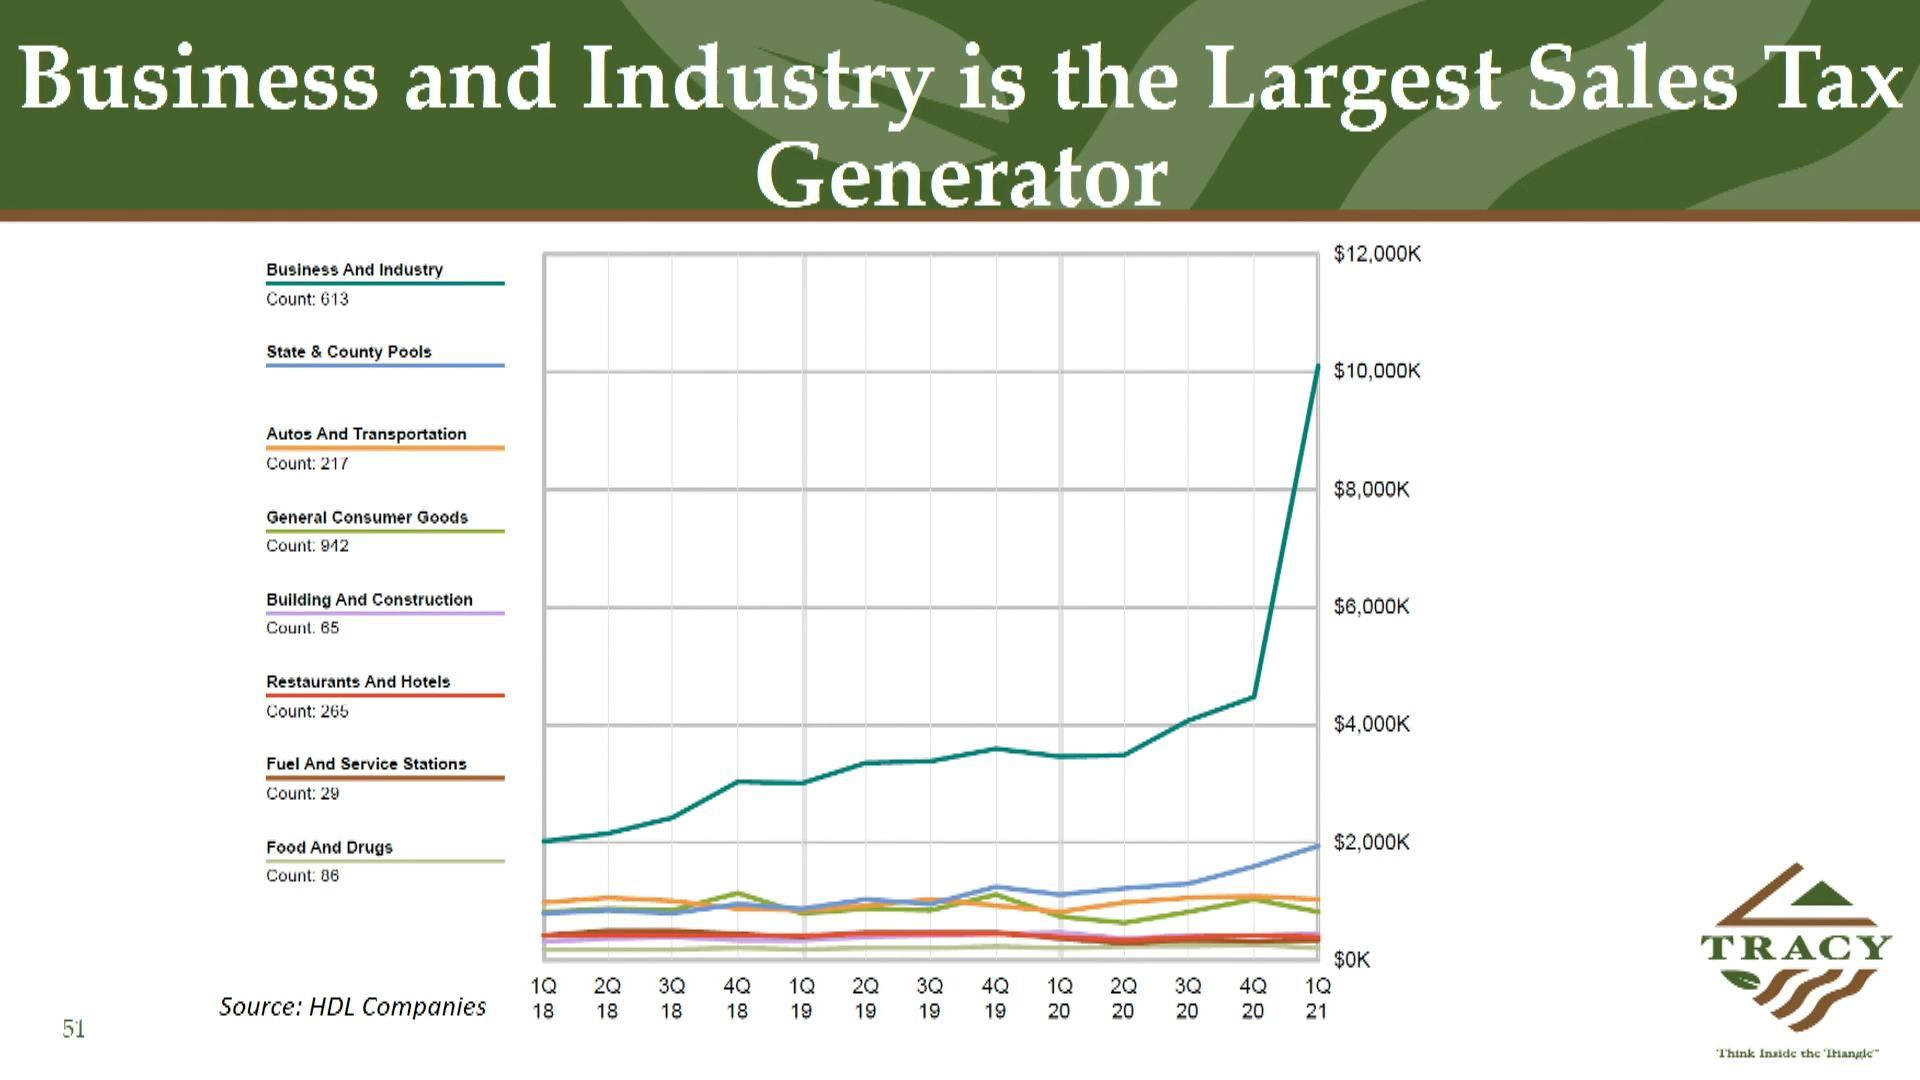 Business and Industry is the Largest Sales Tax
Generator
Business And Industry
Count: 613
State & County Pools
Autos And Transportation
Count: 217
General Consumer Goods
Count: 942
Building And Construction
Count: 65
Restaurants And Hotels
Count: 265
Fuel And Service Stations
Count: 29
Food And Drugs
Count: 86
$12,000K
$10,000K
$8,000K
$6,000K
$4,000K
$2,000K
$0K
1Q 2Q 3Q 4Q 1Q 2Q 3Q 4Q 1Q 2Q 3Q 4Q 1Q
18 18 18 18 19 19 19 19 20 20 20 20 21
Source: HDL Companies
51
TRACY
Think Inside the Triangle™